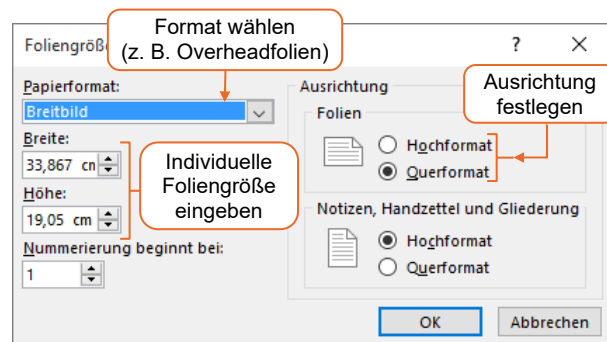 Format wählen
(z. B. Overheadfolien)
Foliengröße
?
Papierformat:
Breitbild
Breite:
33,867 cm
Höhe:
19,05 cm
Nummerierung beginnt bei:
1
Individuelle
Foliengröße
eingeben
Ausrichtung
Folien
Hochformat
Querformat
Ausrichtung
festlegen
Notizen, Handzettel und Gliederung
Hochformat
Querformat
OK
Abbrechen